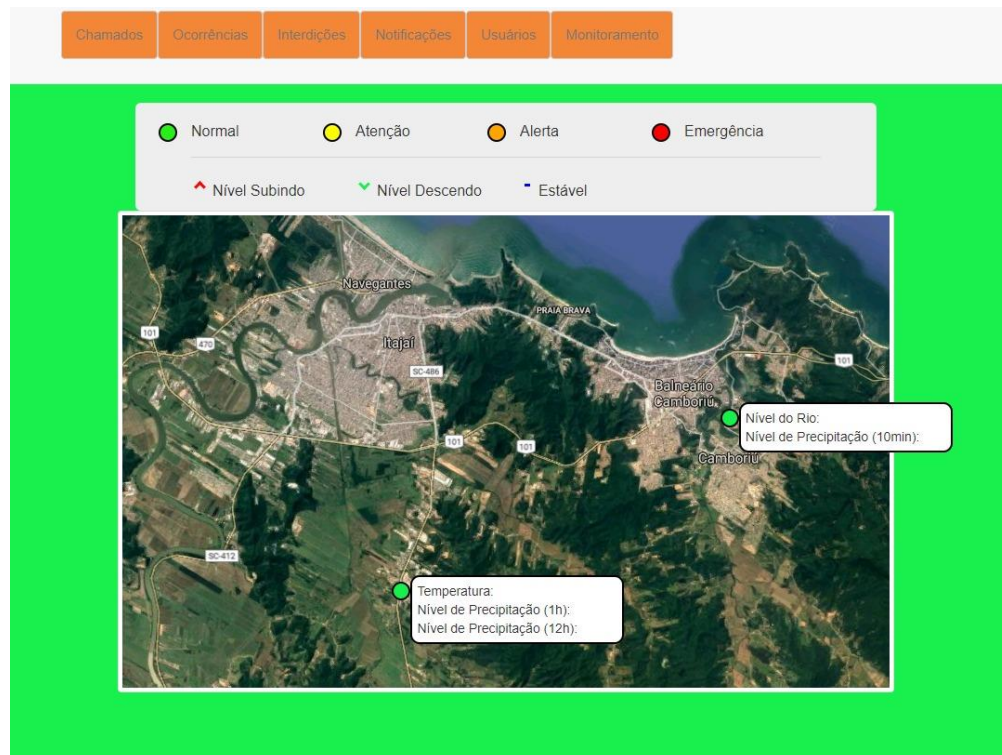 Chamados Ocorrências Interdições Notificações Usuários Monitoramento
Normal Atenção Alerta Emergência
Nível Subindo Nível Descendo Estável
Navegantes
PRAIA BRAVA
101
470
Itajaí
101
SC-486
Balneário
Camboriú
Nível do Rio:
Nível de Precipitação (10min):
101
101
Camboriú
SC-412
Temperatura:
Nível de Precipitação (1h):
Nível de Precipitação (12h):